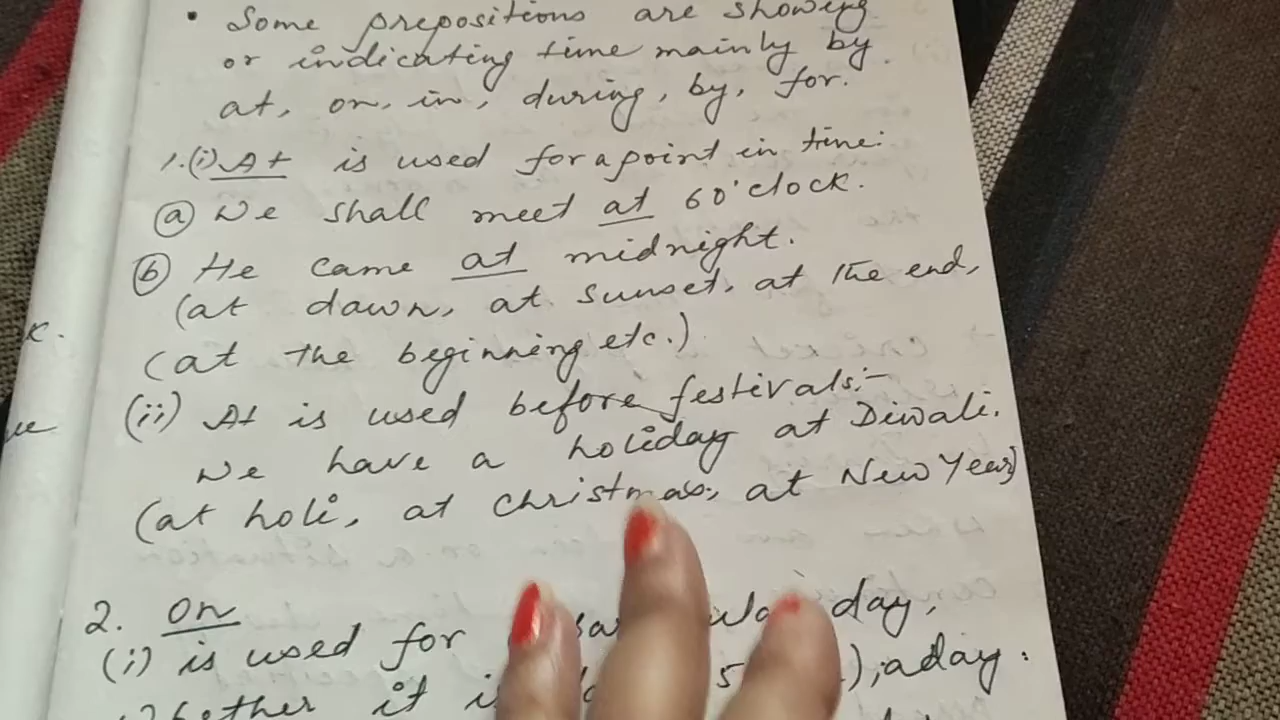 • Some prepositions are showing
or indicating time mainly by
at, on, in, during, by, for.
1.(i) At is used for a point in time:
(a) We shall meet at 6 O'clock.
(b) He came at midnight.
(at dawn, at sunset, at the end,
(at the beginning etc.)
(ii) At is used before festivals:-
We have a holiday at Diwali.
(at holi, at christmas, at New Year)
2. On
(i) is used for day,
it a day: